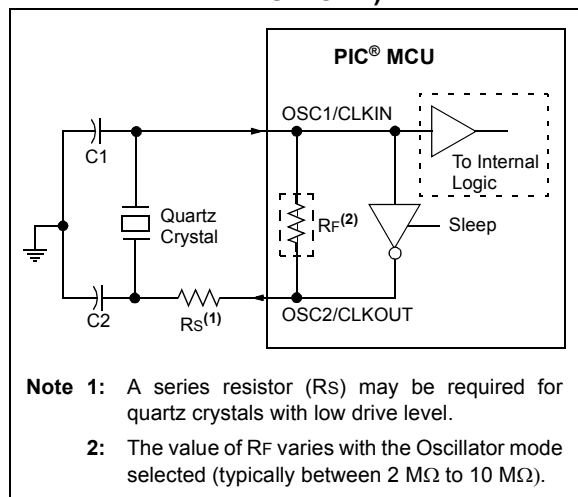 PIC® MCU
OSC1/CLKIN
C1
To Internal
Logic
Quartz
Crystal
RF(2)
Sleep
C2
RS(1)
OSC2/CLKOUT
Note 1: A series resistor (RS) may be required for
quartz crystals with low drive level.
2: The value of RF varies with the Oscillator mode
selected (typically between 2 MΩ to 10 MΩ).